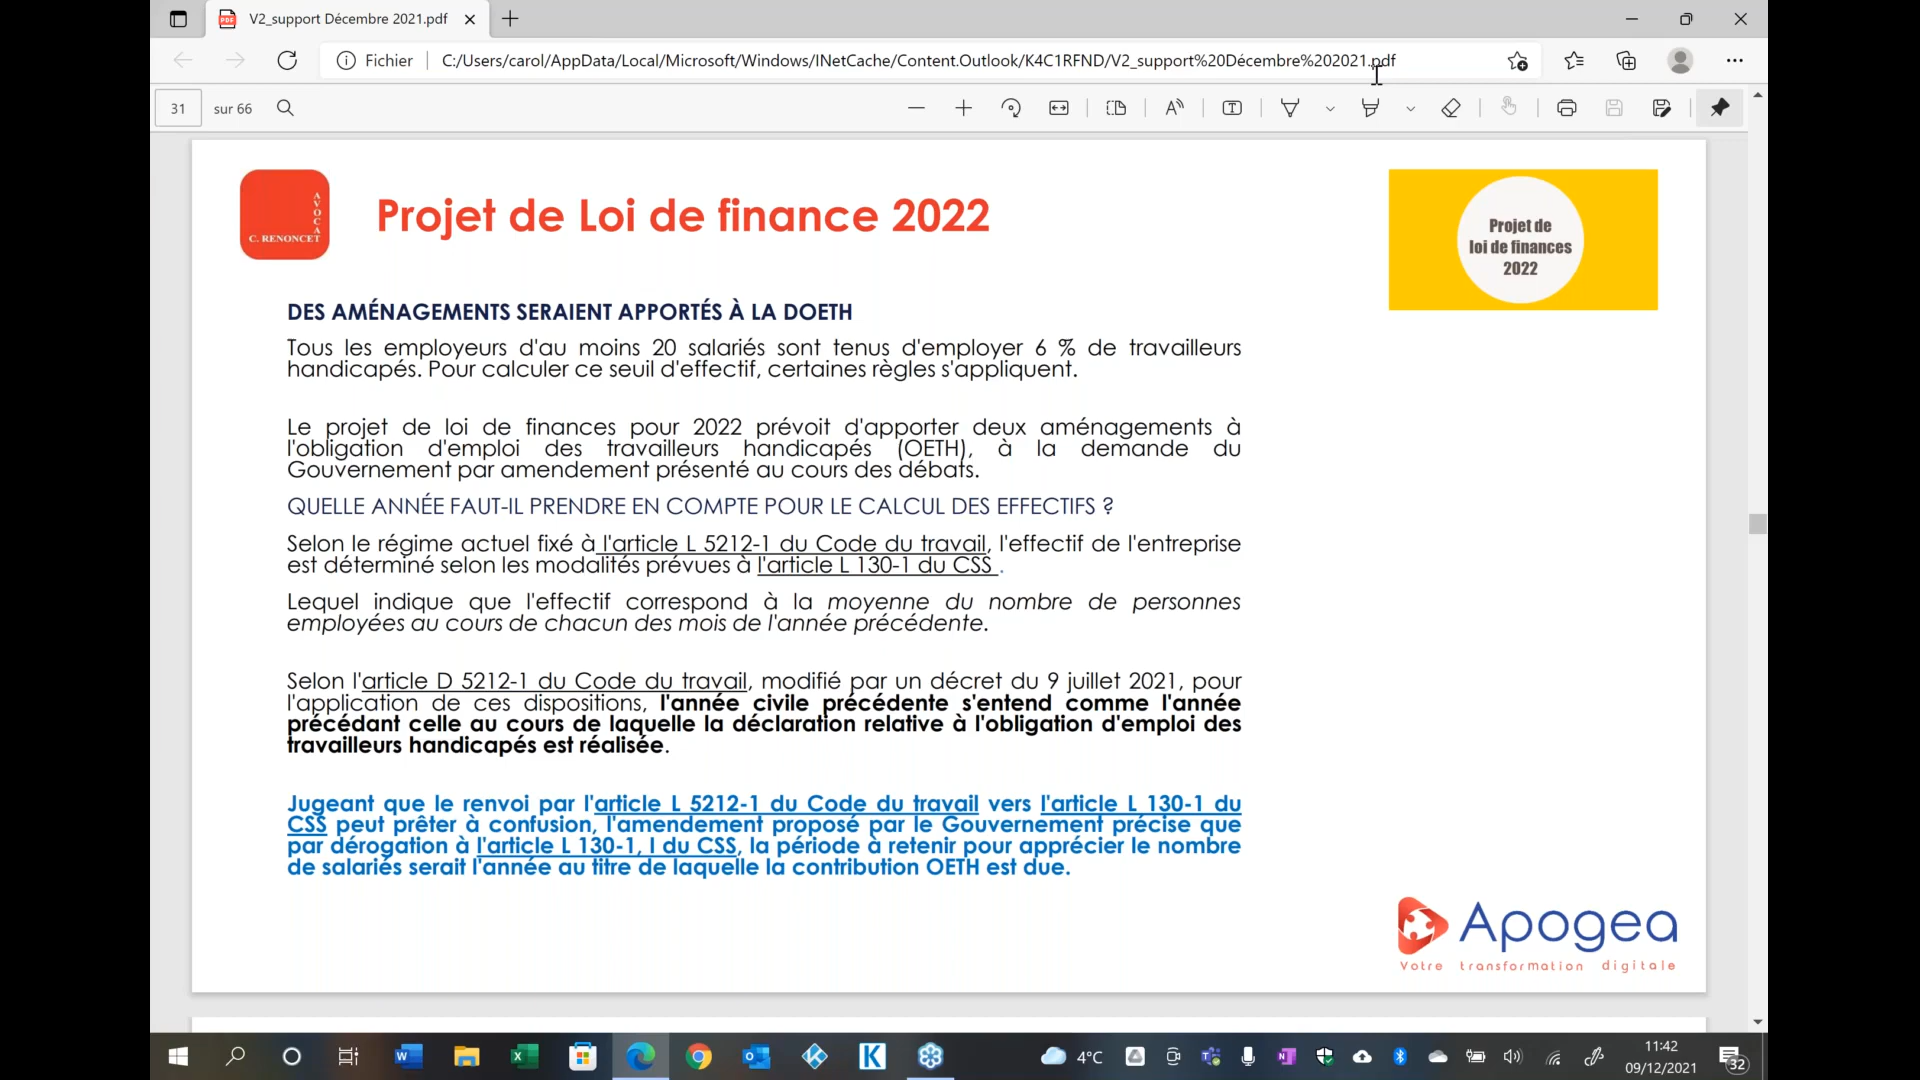 V2_support Décembre 2021.pdf
Fichier
C:/Users/carol/AppData/Local/Microsoft/Windows/INetCache/Content.Outlook/K4C1RFND/V2_support%20Décembre%202021.pdf
31 sur 66
AVOCAT
C. RENONCET
Projet de Loi de finance 2022
Projet de
loi de finances
2022
DES AMÉNAGEMENTS SERAIENT APPORTÉS À LA DOETH
Tous les employeurs d'au moins 20 salariés sont tenus d'employer 6 % de travailleurs
handicapés. Pour calculer ce seuil d'effectif, certaines règles s'appliquent.
Le projet de loi de finances pour 2022 prévoit d'apporter deux aménagements à
l'obligation d'emploi des travailleurs handicapés (OETH), à la demande du
Gouvernement par amendement présenté au cours des débats.
QUELLE ANNÉE FAUT-IL PRENDRE EN COMPTE POUR LE CALCUL DES EFFECTIFS ?
Selon le régime actuel fixé à l'article L 5212-1 du Code du travail, l'effectif de l'entreprise
est déterminé selon les modalités prévues à l'article L 130-1 du CSS .
Lequel indique que l'effectif correspond à la moyenne du nombre de personnes
employées au cours de chacun des mois de l'année précédente.
Selon l'article D 5212-1 du Code du travail, modifié par un décret du 9 juillet 2021, pour
l'application de ces dispositions, l'année civile précédente s'entend comme l'année
précédant celle au cours de laquelle la déclaration relative à l'obligation d'emploi des
travailleurs handicapés est réalisée.
Jugeant que le renvoi par l'article L 5212-1 du Code du travail vers l'article L 130-1 du
CSS peut prêter à confusion, l'amendement proposé par le Gouvernement précise que
par dérogation à l'article L 130-1, I du CSS, la période à retenir pour apprécier le nombre
de salariés serait l'année au titre de laquelle la contribution OETH est due.
Apogea
Votre transformation digitale
4°C
11:42
09/12/2021
32